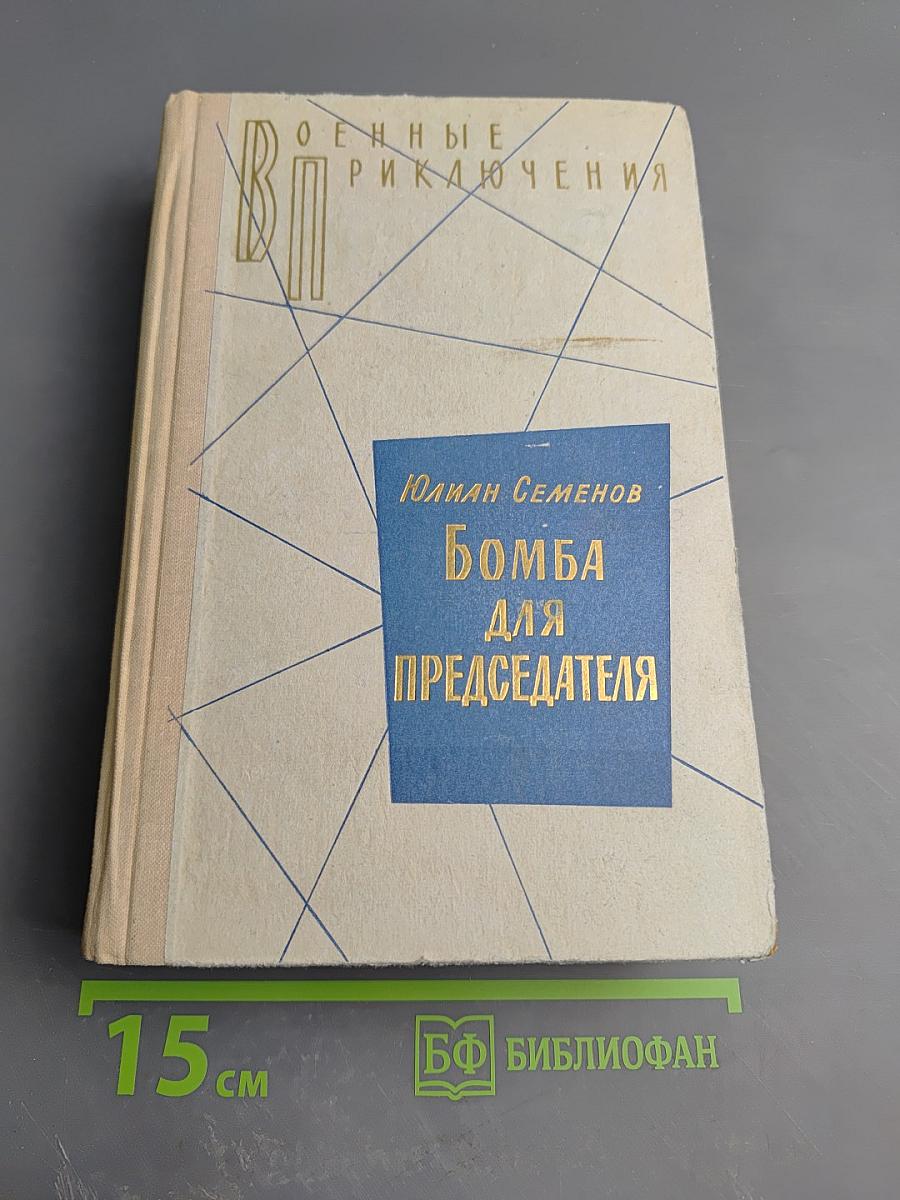 ВОЕННЫЕ
ПРИКЛЮЧЕНИЯ
ЮЛИАН СЕМЕНОВ
БОМБА
ДЛЯ
ПРЕДСЕДАТЕЛЯ
15 см
БФ БИБЛИОФАН